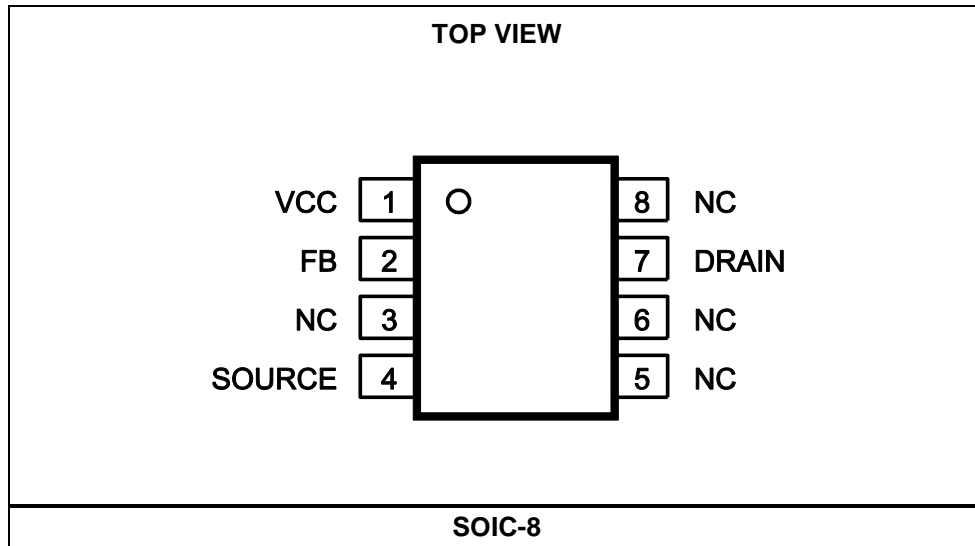 TOP VIEW
VCC 1 8 NC
FB 2 7 DRAIN
NC 3 6 NC
SOURCE 4 5 NC
SOIC-8